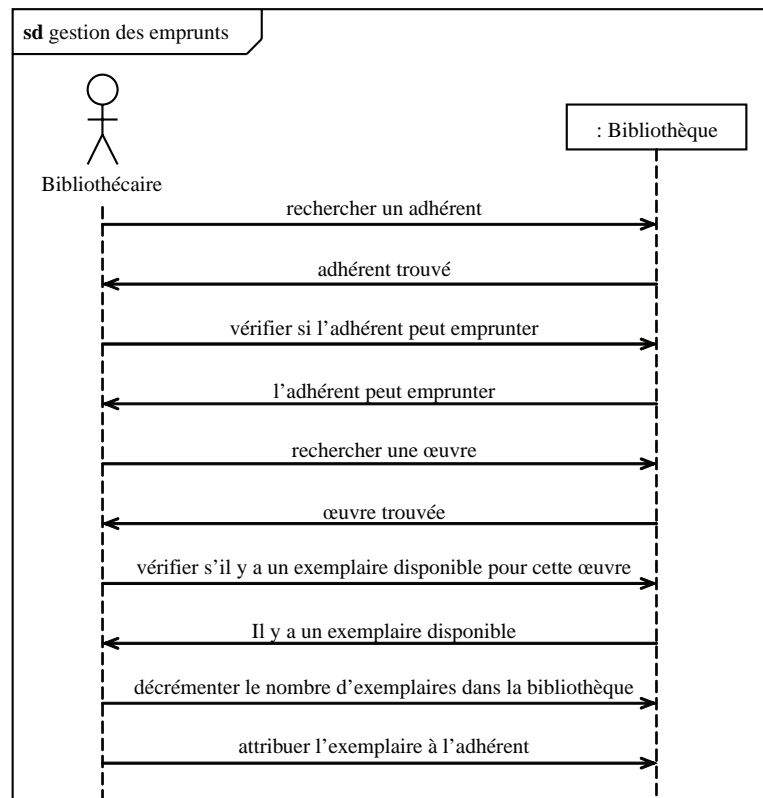 sd gestion des emprunts
: Bibliothèque
Bibliothécaire
rechercher un adhérent
adhérent trouvé
vérifier si l’adhérent peut emprunter
l’adhérent peut emprunter
rechercher une œuvre
œuvre trouvée
vérifier s’il y a un exemplaire disponible pour cette œuvre
Il y a un exemplaire disponible
décrémenter le nombre d’exemplaires dans la bibliothèque
attribuer l’exemplaire à l’adhérent